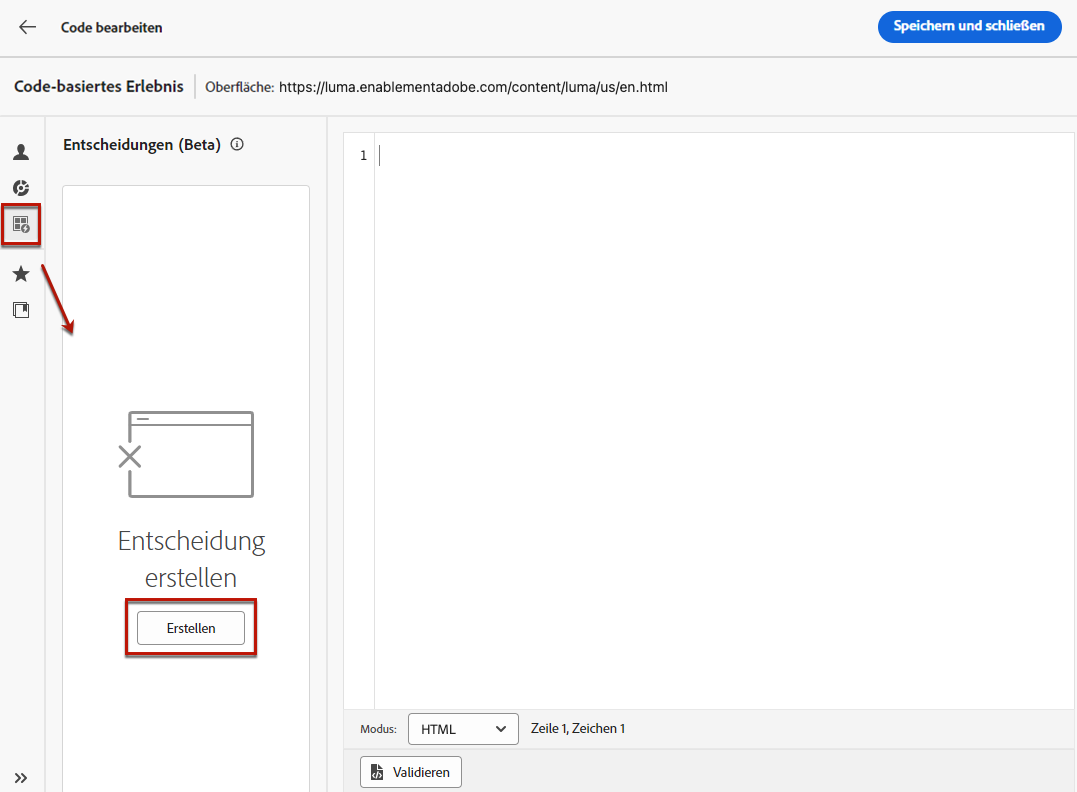 Code bearbeiten
Speichern und schließen
Code-basiertes Erlebnis
Oberfläche: https://luma.enablementadobe.com/content/luma/us/en.html
Entscheidungen (Beta)
1
Entscheidung
erstellen
Erstellen
Modus: HTML Zeile 1, Zeichen 1
Validieren